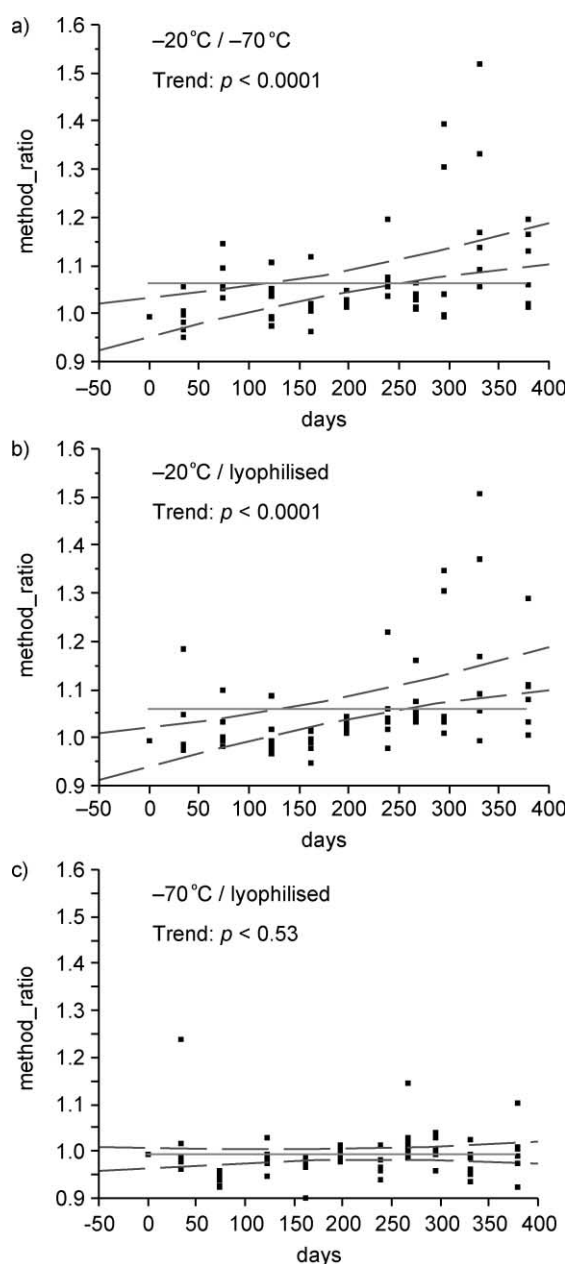 a)
–20°C / –70°C
Trend: p < 0.0001
method_ratio
1.6
1.5
1.4
1.3
1.2
1.1
1.0
0.9
–50 0 50 100 150 200 250 300 350 400
days
b)
–20°C / lyophilised
Trend: p < 0.0001
method_ratio
1.6
1.5
1.4
1.3
1.2
1.1
1.0
0.9
–50 0 50 100 150 200 250 300 350 400
days
c)
–70°C / lyophilised
Trend: p < 0.53
method_ratio
1.6
1.5
1.4
1.3
1.2
1.1
1.0
0.9
-50 0 50 100 150 200 250 300 350 400
days